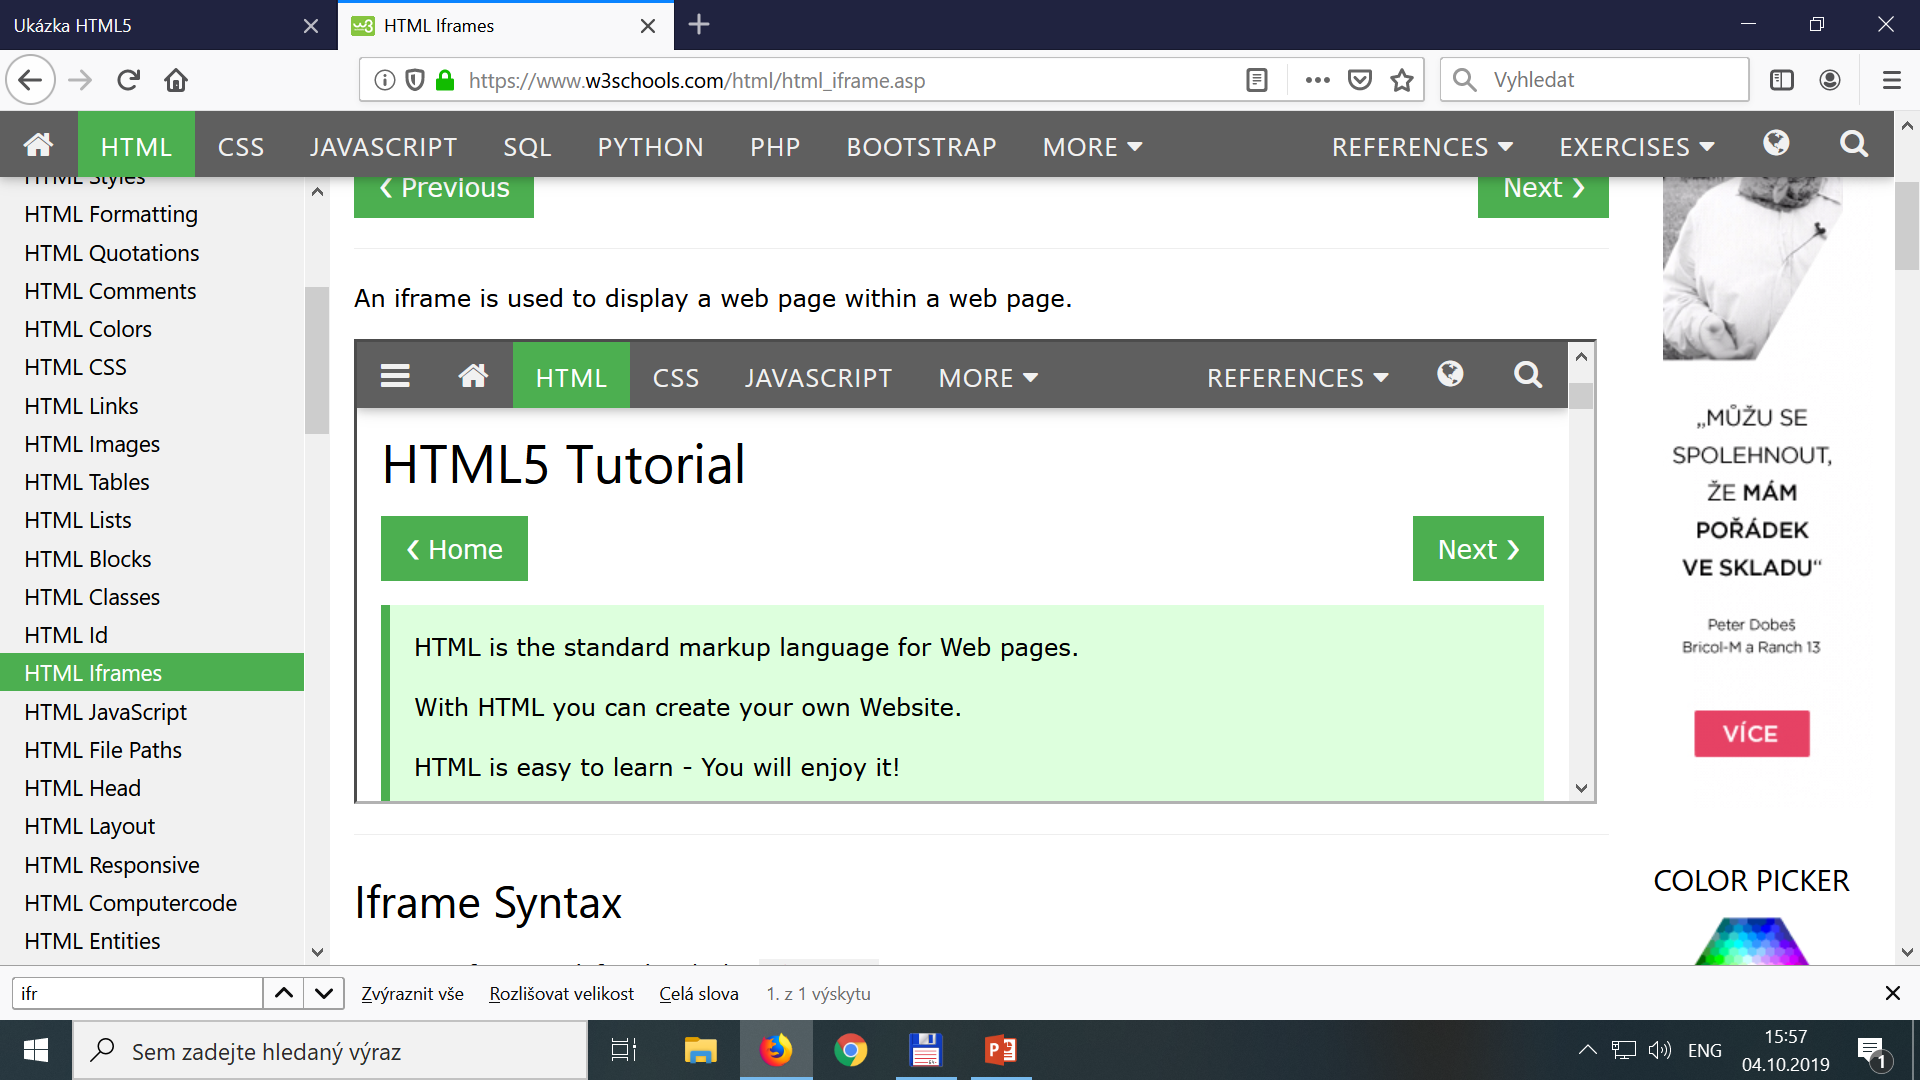 Ukázka HTML5
HTML Iframes
https://www.w3schools.com/html/html_iframe.asp
Vyhledat
HTML CSS JAVASCRIPT SQL PYTHON PHP BOOTSTRAP MORE REFERENCES EXERCISES
HTML Styles
HTML Formatting
HTML Quotations
HTML Comments
HTML Colors
HTML CSS
HTML Links
HTML Images
HTML Tables
HTML Lists
HTML Blocks
HTML Classes
HTML Id
HTML Iframes
HTML JavaScript
HTML File Paths
HTML Head
HTML Layout
HTML Responsive
HTML Computercode
HTML Entities
❮ Previous
Next ❯
An iframe is used to display a web page within a web page.
HTML CSS JAVASCRIPT MORE REFERENCES
HTML5 Tutorial
❮ Home
Next ❯
HTML is the standard markup language for Web pages.
With HTML you can create your own Website.
HTML is easy to learn - You will enjoy it!
Iframe Syntax
„MŮŽU SE
SPOLEHNOUT,
ŽE MÁM
POŘÁDEK
VE SKLADU“
Peter Dobeš
Bricol-M a Ranch 13
VÍCE
COLOR PICKER
ifr
Zvýraznit vše Rozlišovat velikost Celá slova 1. z 1 výskytu
Sem zadejte hledaný výraz
ENG
15:57
04.10.2019
1